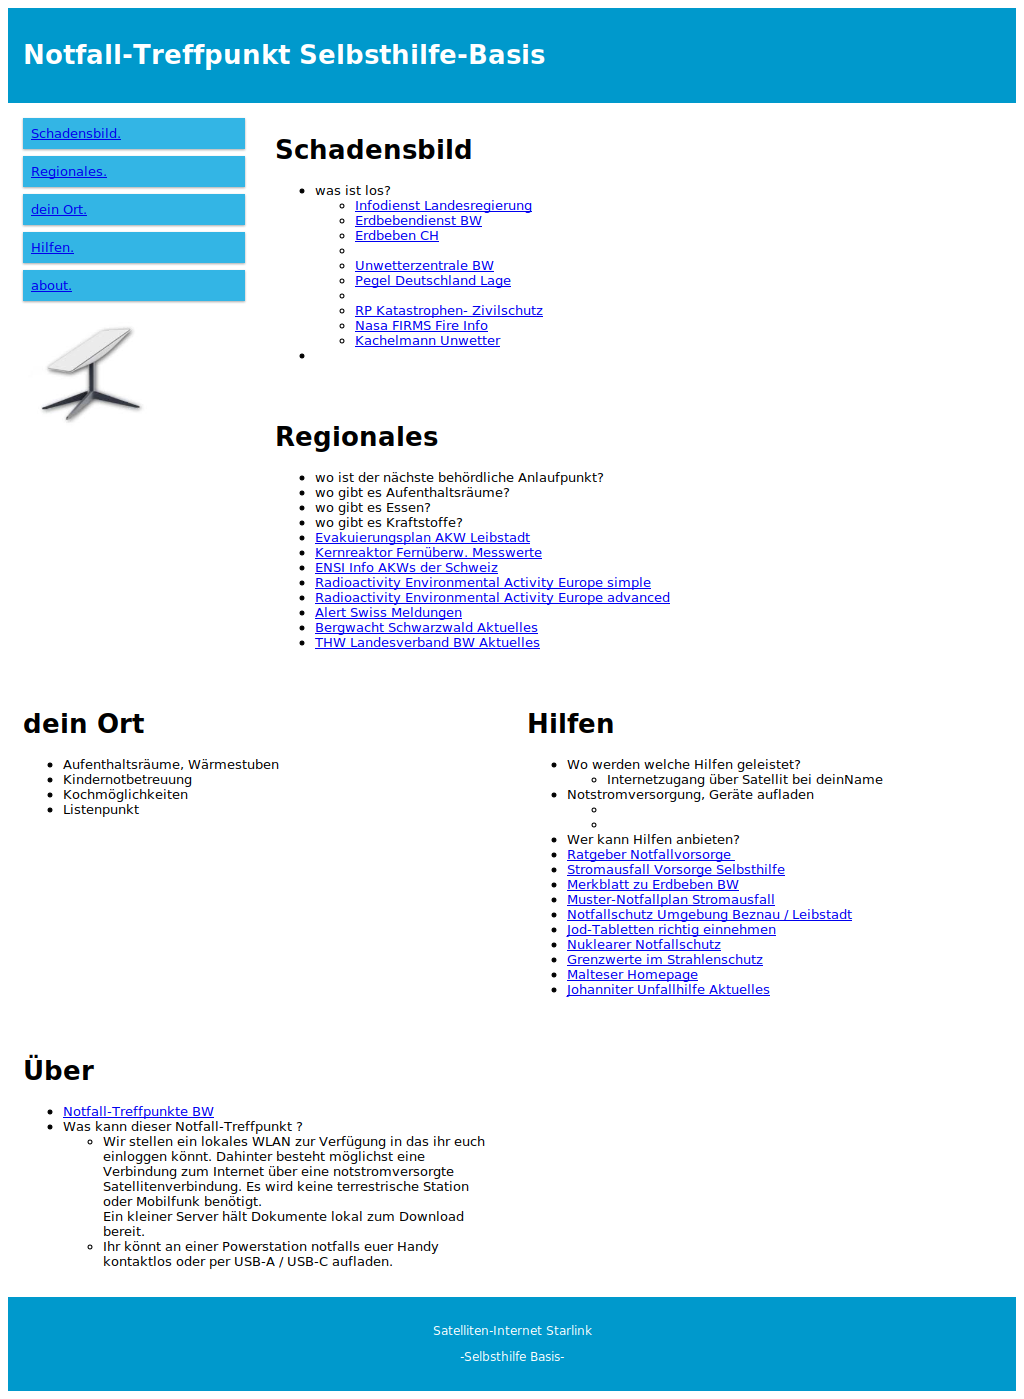 Notfall-Treffpunkt Selbsthilfe-Basis
Schadensbild.
Regionales.
dein Ort.
Hilfen.
about.
Schadensbild
was ist los?
Infodienst Landesregierung
Erdbebendienst BW
Erdbeben CH
Unwetterzentrale BW
Pegel Deutschland Lage
RP Katastrophen- Zivilschutz
Nasa FIRMS Fire Info
Kachelmann Unwetter
Regionales
wo ist der nächste behördliche Anlaufpunkt?
wo gibt es Aufenthaltsräume?
wo gibt es Essen?
wo gibt es Kraftstoffe?
Evakuierungsplan AKW Leibstadt
Kernreaktor Fernüberw. Messwerte
ENSI Info AKWs der Schweiz
Radioactivity Environmental Activity Europe simple
Radioactivity Environmental Activity Europe advanced
Alert Swiss Meldungen
Bergwacht Schwarzwald Aktuelles
THW Landesverband BW Aktuelles
dein Ort
Aufenthaltsräume, Wärmestuben
Kindernotbetreuung
Kochmöglichkeiten
Listenpunkt
Hilfen
Wo werden welche Hilfen geleistet?
Internetzugang über Satellit bei deinName
Notstromversorgung, Geräte aufladen
Wer kann Hilfen anbieten?
Ratgeber Notfallvorsorge
Stromausfall Vorsorge Selbsthilfe
Merkblatt zu Erdbeben BW
Muster-Notfallplan Stromausfall
Notfallschutz Umgebung Beznau / Leibstadt
Jod-Tabletten richtig einnehmen
Nuklearer Notfallschutz
Grenzwerte im Strahlenschutz
Malteser Homepage
Johanniter Unfallhilfe Aktuelles
Über
Notfall-Treffpunkte BW
Was kann dieser Notfall-Treffpunkt ?
Wir stellen ein lokales WLAN zur Verfügung in das ihr euch
einloggen könnt. Dahinter besteht möglichst eine
Verbindung zum Internet über eine notstromversorgte
Satellitenverbindung. Es wird keine terrestrische Station
oder Mobilfunk benötigt.
Ein kleiner Server hält Dokumente lokal zum Download
bereit.
Ihr könnt an einer Powerstation notfalls euer Handy
kontaktlos oder per USB-A / USB-C aufladen.
Satelliten-Internet Starlink
-Selbsthilfe Basis-